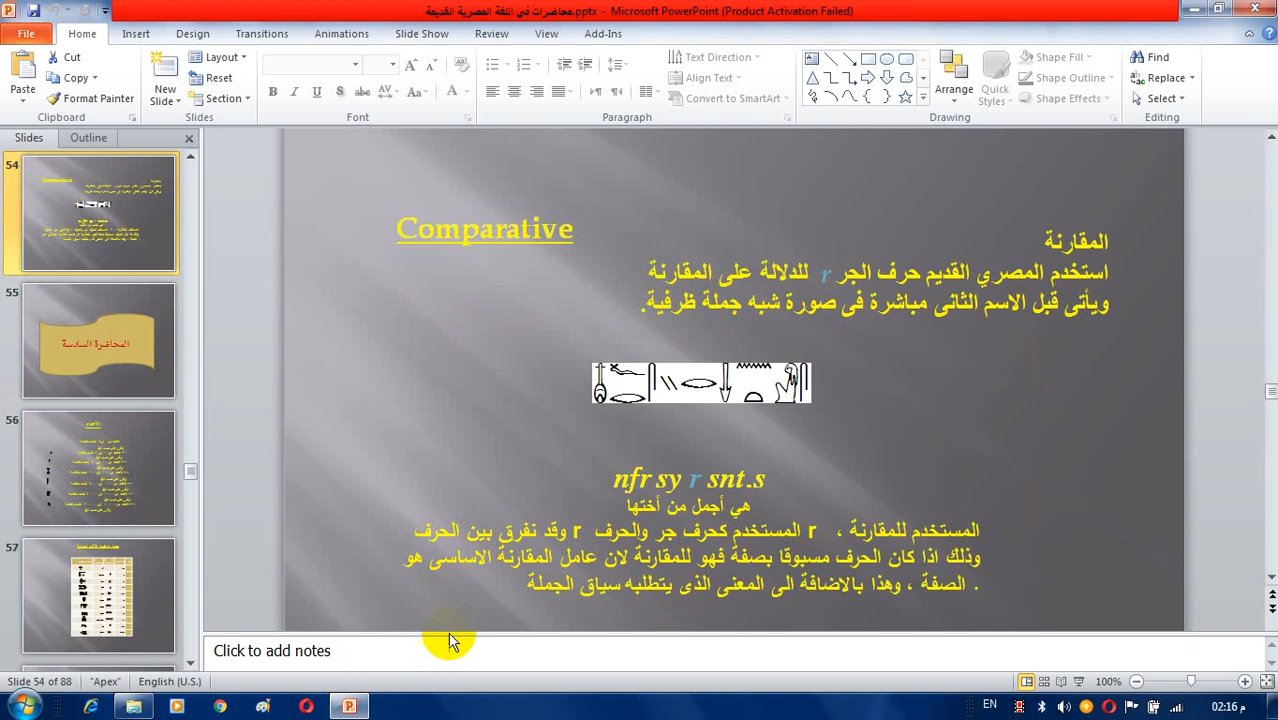 محاضرات في اللغة المصرية القديمة.pptx - Microsoft PowerPoint (Product Activation Failed)
File Home Insert Design Transitions Animations Slide Show Review View Add-Ins
Paste
Cut
Copy
Format Painter
Clipboard
New Slide
Layout
Reset
Section
Slides
B I U S abc AV Aa A
Font
Text Direction
Align Text
Convert to SmartArt
Paragraph
Arrange
Quick Styles
Shape Fill
Shape Outline
Shape Effects
Drawing
Find
Replace
Select
Editing
Slides Outline
54
55
المحاضرة السادسة
56
57
Comparative
المقارنة
استخدم المصري القديم حرف الجر r للدلالة على المقارنة
ويأتى قبل الاسم الثانى مباشرة فى صورة شبه جملة ظرفية.
nfr sy r snt.s
هي أجمل من أختها
المستخدم للمقارنة ، r المستخدم كحرف جر والحرف r وقد نفرق بين الحرف
وذلك اذا كان الحرف مسبوقا بصفة فهو للمقارنة لان عامل المقارنة الاساسى هو
. الصفة ، وهذا بالاضافة الى المعنى الذى يتطلبه سياق الجملة
Click to add notes
Slide 54 of 88 "Apex" English (U.S.) 100%
EN 02:16 م